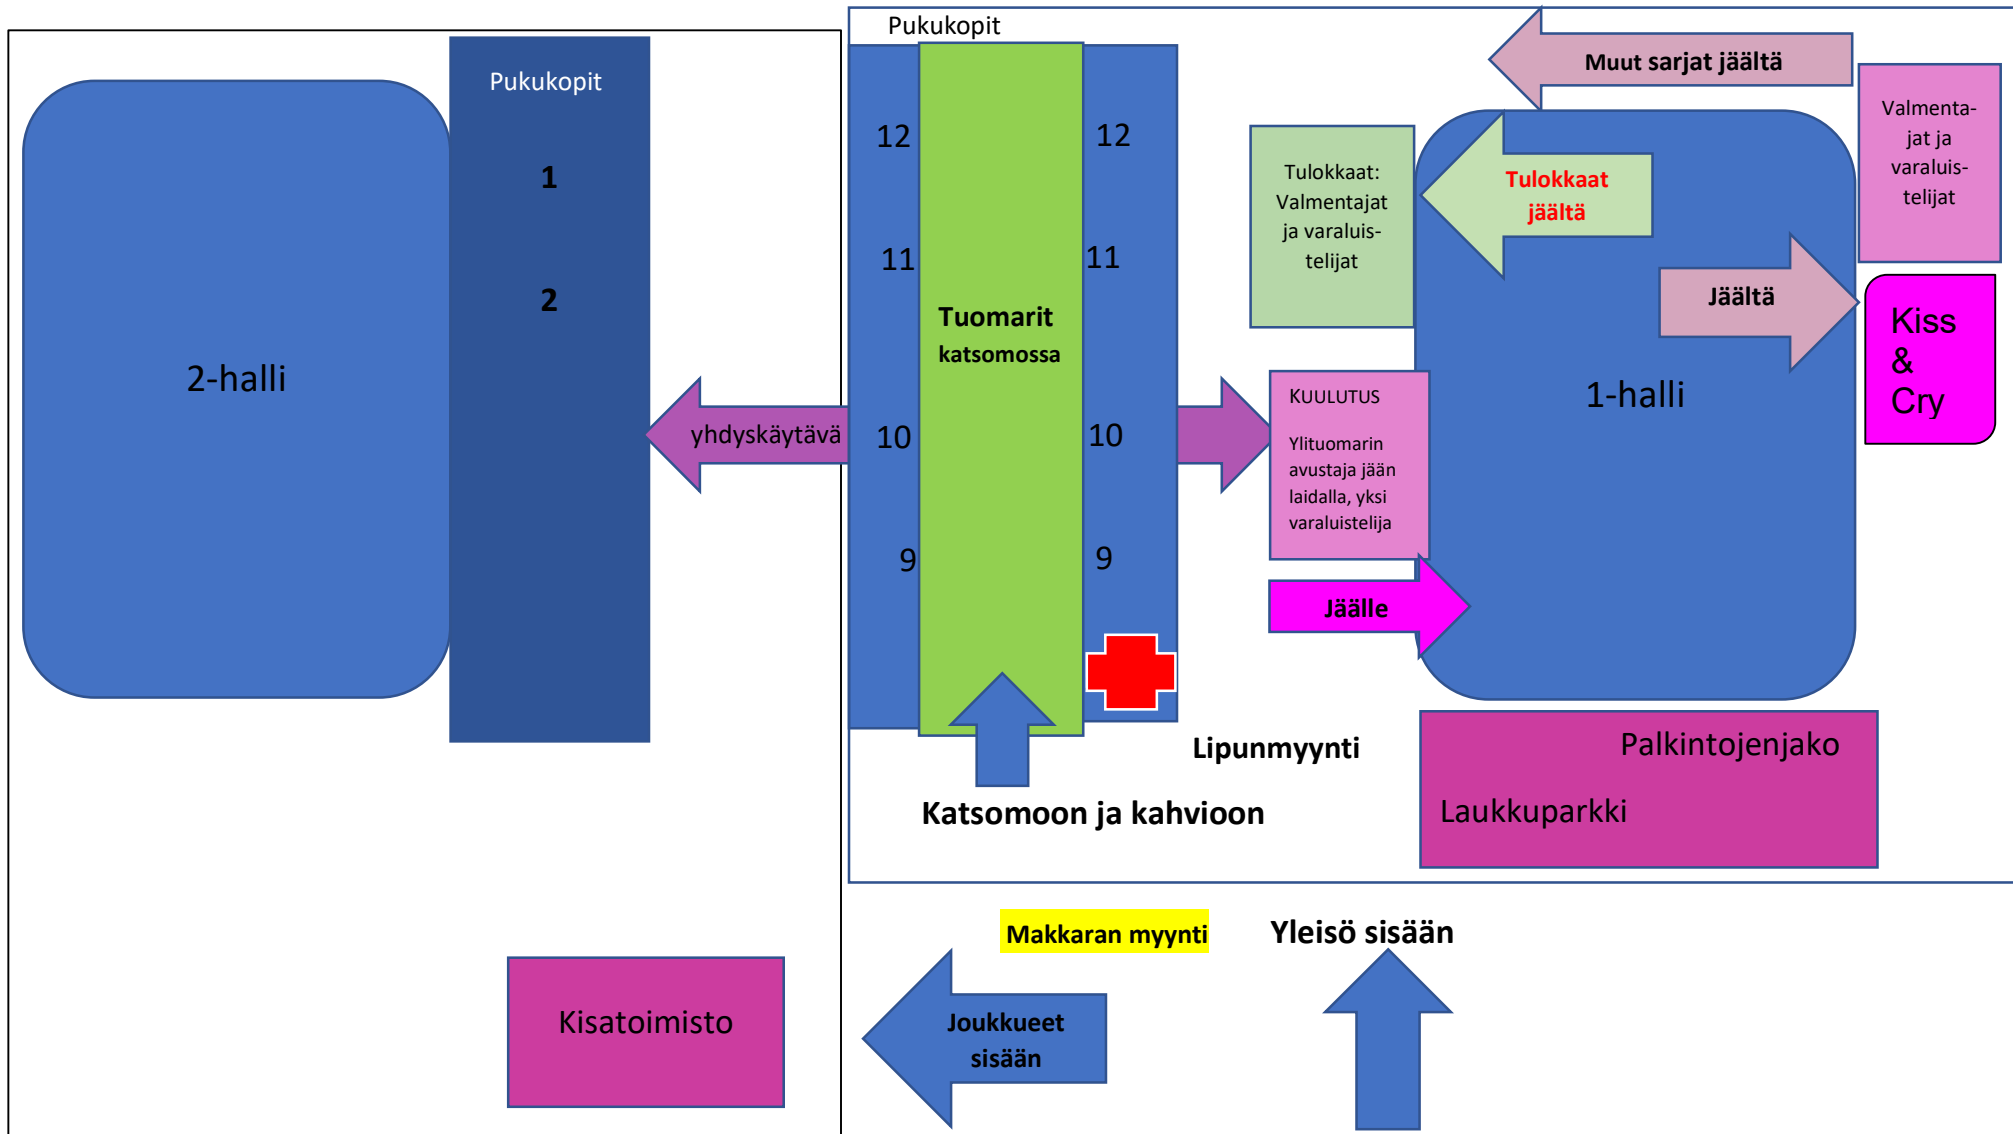 Pukukopit
1
2
2-halli
yhdyskäytävä
Pukukopit
12
11
10
9
Tuomarit
katsomossa
12
11
10
9
Muut sarjat jäältä
Valmenta-
jat ja
varaluis-
telijat
Tulokkaat:
Valmentajat
ja varaluis-
telijat
Tulokkaat
jäältä
Jäältä
Kiss
&
Cry
1-halli
KUULUTUS
Ylituomarin
avustaja jään
laidalla, yksi
varaluistelija
Jäälle
Lipunmyynti
Katsomoon ja kahvioon
Palkintojenjako
Laukkuparkki
Makkaran myynti
Yleisö sisään
Kisatoimisto
Joukkueet
sisään